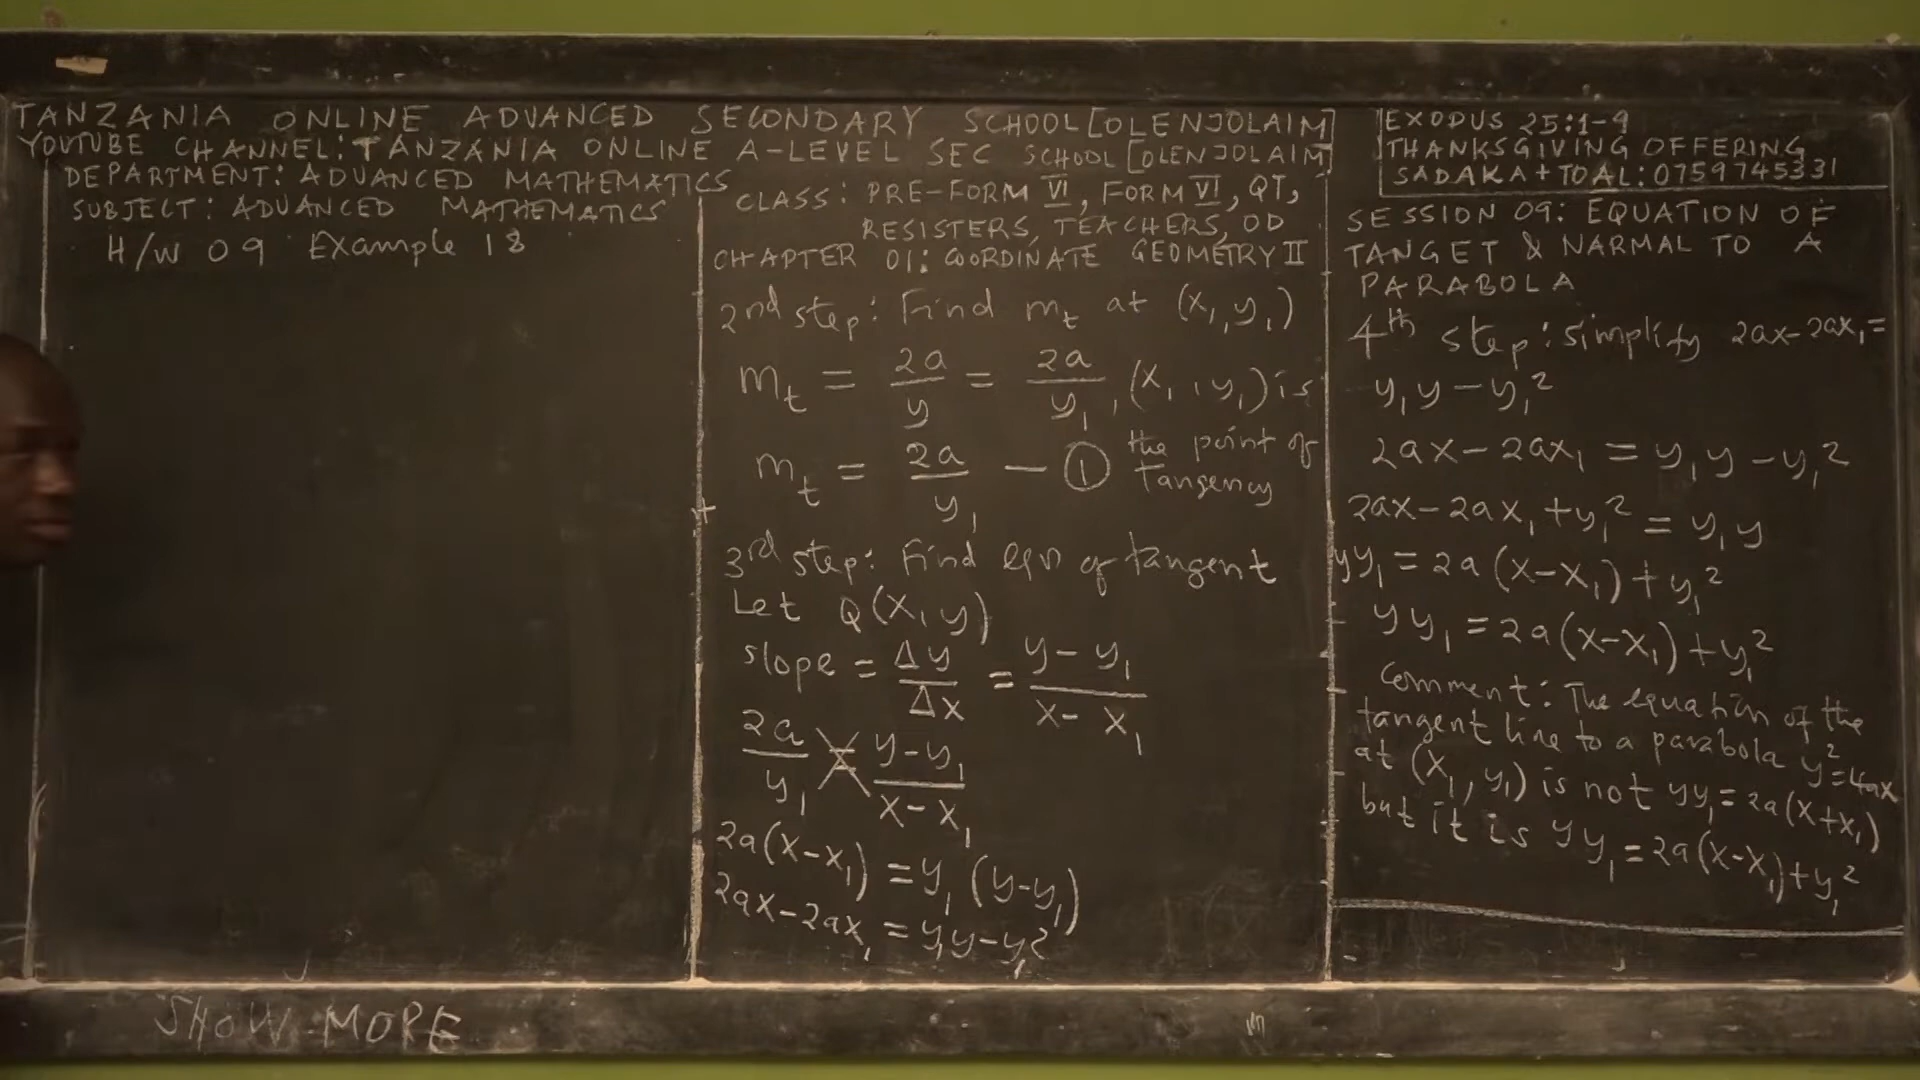 TANZANIA ONLINE ADVANCED SECONDARY SCHOOL [OLENJOLAIM]
YOUTUBE CHANNEL: TANZANIA ONLINE A-LEVEL SEC SCHOOL [OLENJOLAIM]
DEPARTMENT: ADVANCED MATHEMATICS
SUBJECT: ADVANCED MATHEMATICS
H/W 09 Example 18
CLASS: PRE-FORM VI, FORM VI, QT,
RESISTERS, TEACHERS, OD
CHAPTER 01: COORDINATE GEOMETRY II
2nd step: Find m_t at (x₁, y₁)
m_t = 2a/y = 2a/y₁, (x₁, y₁) is
the point of
tangency
m_t = 2a/y₁ — ①
3rd step: Find eqn of tangent
Let Q(x, y)
slope = Δy/Δx = y - y₁/x - x₁
2a/y₁ = y - y₁/x - x₁
2a(x-x₁) = y₁(y-y₁)
2ax - 2ax₁ = y₁y - y₁²
EXODUS 25:1-9
THANKSGIVING OFFERING
SADAKA + TOAL: 0759745331
SESSION 09: EQUATION OF
TANGET & NARMAL TO A
PARABOLA
4th step: simplify 2ax - 2ax₁ =
y₁y - y₁²
2ax - 2ax₁ = y₁y - y₁²
2ax - 2ax₁ + y₁² = y₁y
yy₁ = 2a(x-x₁) + y₁²
yy₁ = 2a(x-x₁) + y₁²
Comment: The equation of the
tangent line to a parabola y² = 4ax
at (x₁, y₁) is not yy₁ = 2a(x+x₁)
but it is yy₁ = 2a(x-x₁) + y₁²
SHOW MORE